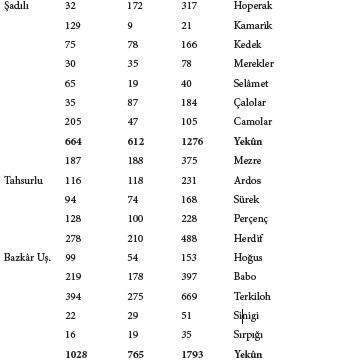 Şadılı 32 172 317 Hoperak
129 9 21 Kamarik
75 78 166 Kedek
30 35 78 Merekler
65 19 40 Selâmet
35 87 184 Çalolar
205 47 105 Camolar
664 612 1276 Yekûn
187 188 375 Mezre
Tahsurlu 116 118 231 Ardos
94 74 168 Sürek
128 100 228 Perçenç
278 210 488 Herdif
Bazkâr Uş. 99 54 153 Hoğus
219 178 397 Babo
394 275 669 Terkiloh
22 29 51 Sinigi
16 19 35 Sırpığı
1028 765 1793 Yekûn